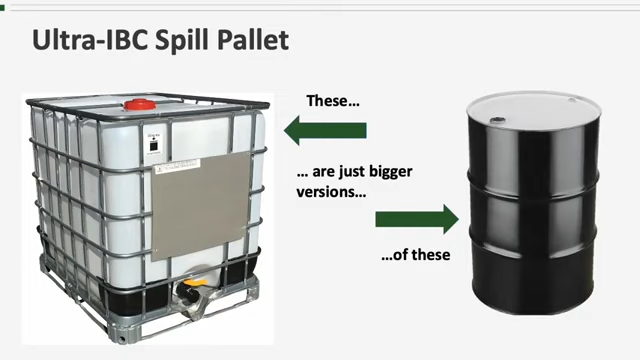 Ultra-IBC Spill Pallet
These...
... are just bigger
versions...
...of these